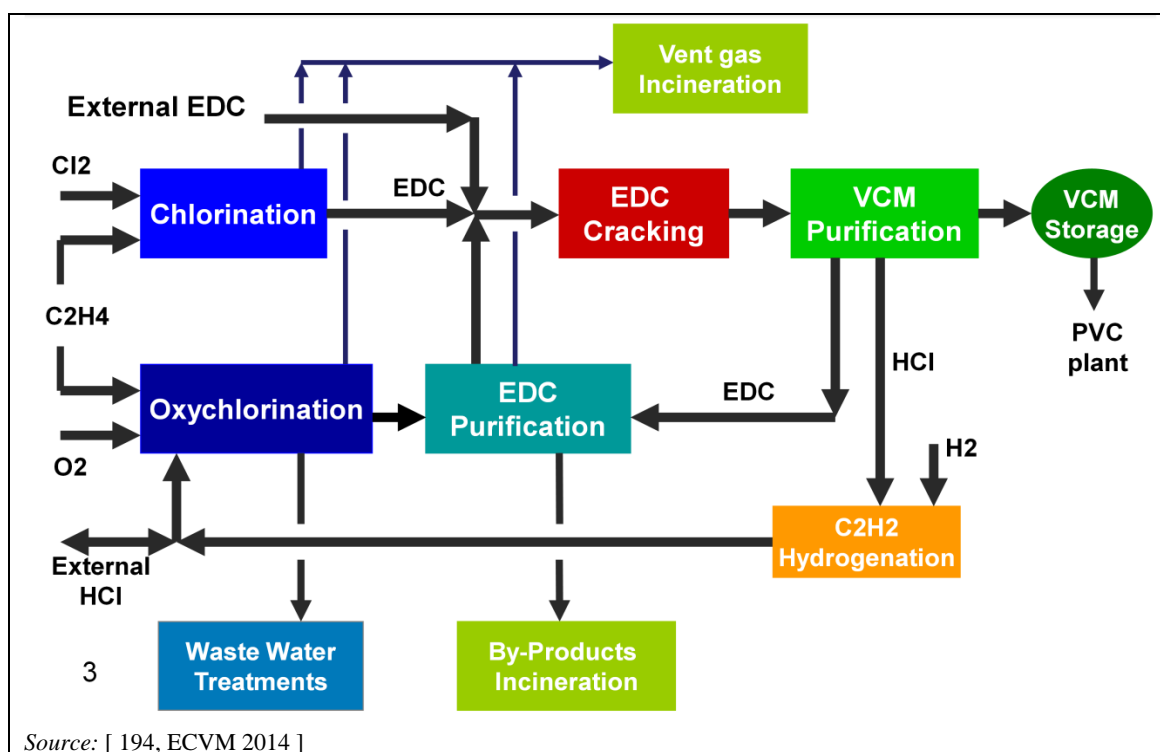 Vent gas
Incineration
External EDC
Cl2
EDC
Chlorination
EDC
Cracking
VCM
Purification
VCM
Storage
C2H4
PVC
plant
HCl
Oxychlorination
EDC
Purification
EDC
O2
H2
C2H2
Hydrogenation
External
HCl
Waste Water
Treatments
By-Products
Incineration
3
Source: [ 194, ECVM 2014 ]